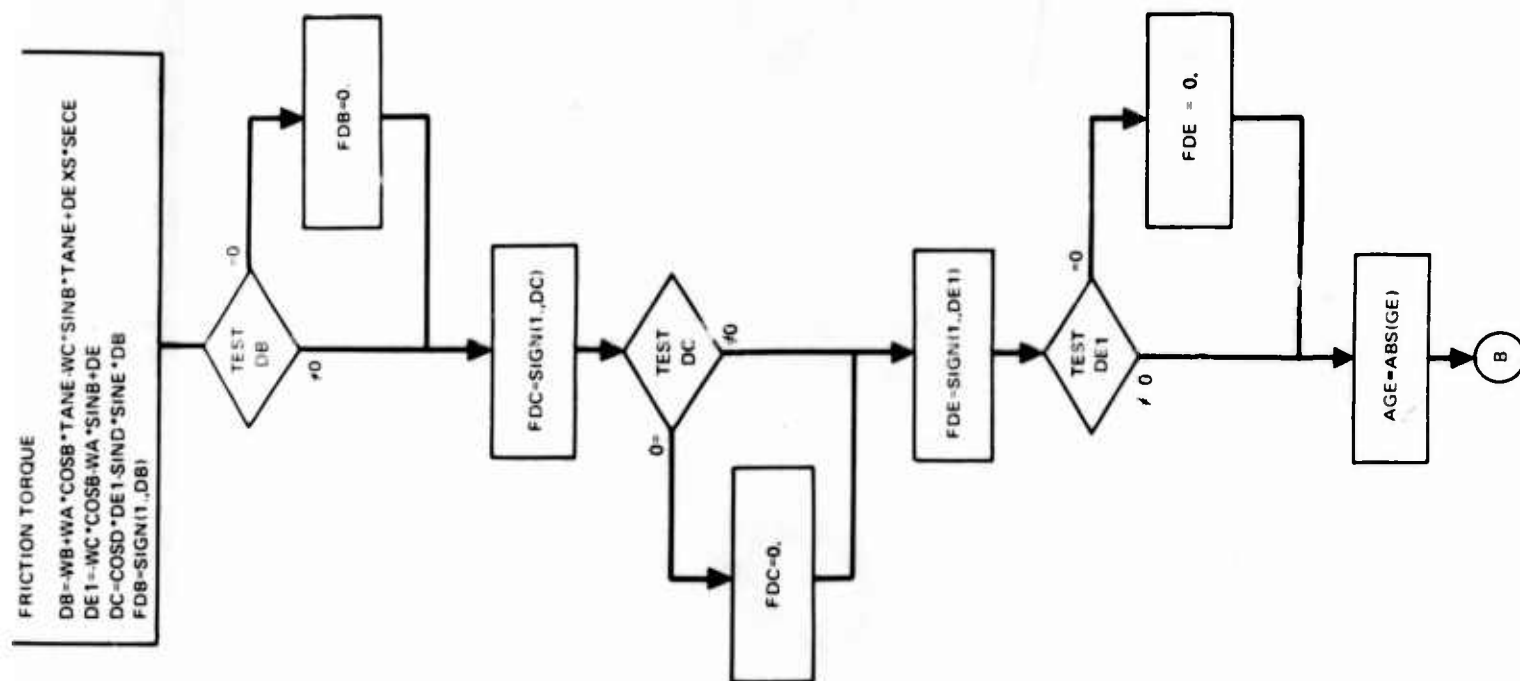 FRICTION TORQUE
DB=-WB+WA*COSB*TANE-WC*SINB*TANE+DEXS*SECE
DE1=-WC*COSB-WA*SINB+DE
DC=COSD*DE1-SIND*SINE*DB
FDB=SIGN(1.,DB)
TEST
DB
=0
≠0
FDB=0.
FDC=SIGN(1.,DC)
TEST
DC
0=
≠0
FDC=0.
FDE=SIGN(1.,DE1)
TEST
DE1
=0
≠ 0
FDE = 0.
AGE=ABS(GE)
B